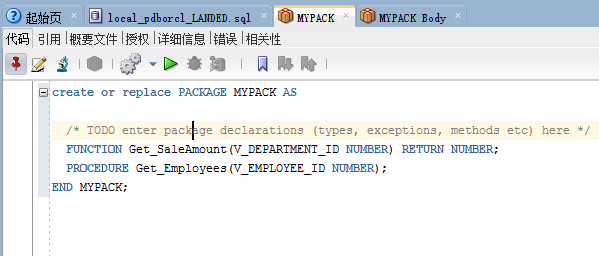 起始页 local_pdborcl_LANDED.sql MYPACK MYPACK Body
代码 引用 概要文件 授权 详细信息 错误 相关性
create or replace PACKAGE MYPACK AS
/* TODO enter package declarations (types, exceptions, methods etc) here */
FUNCTION Get_SaleAmount(V_DEPARTMENT_ID NUMBER) RETURN NUMBER;
PROCEDURE Get_Employees(V_EMPLOYEE_ID NUMBER);
END MYPACK;